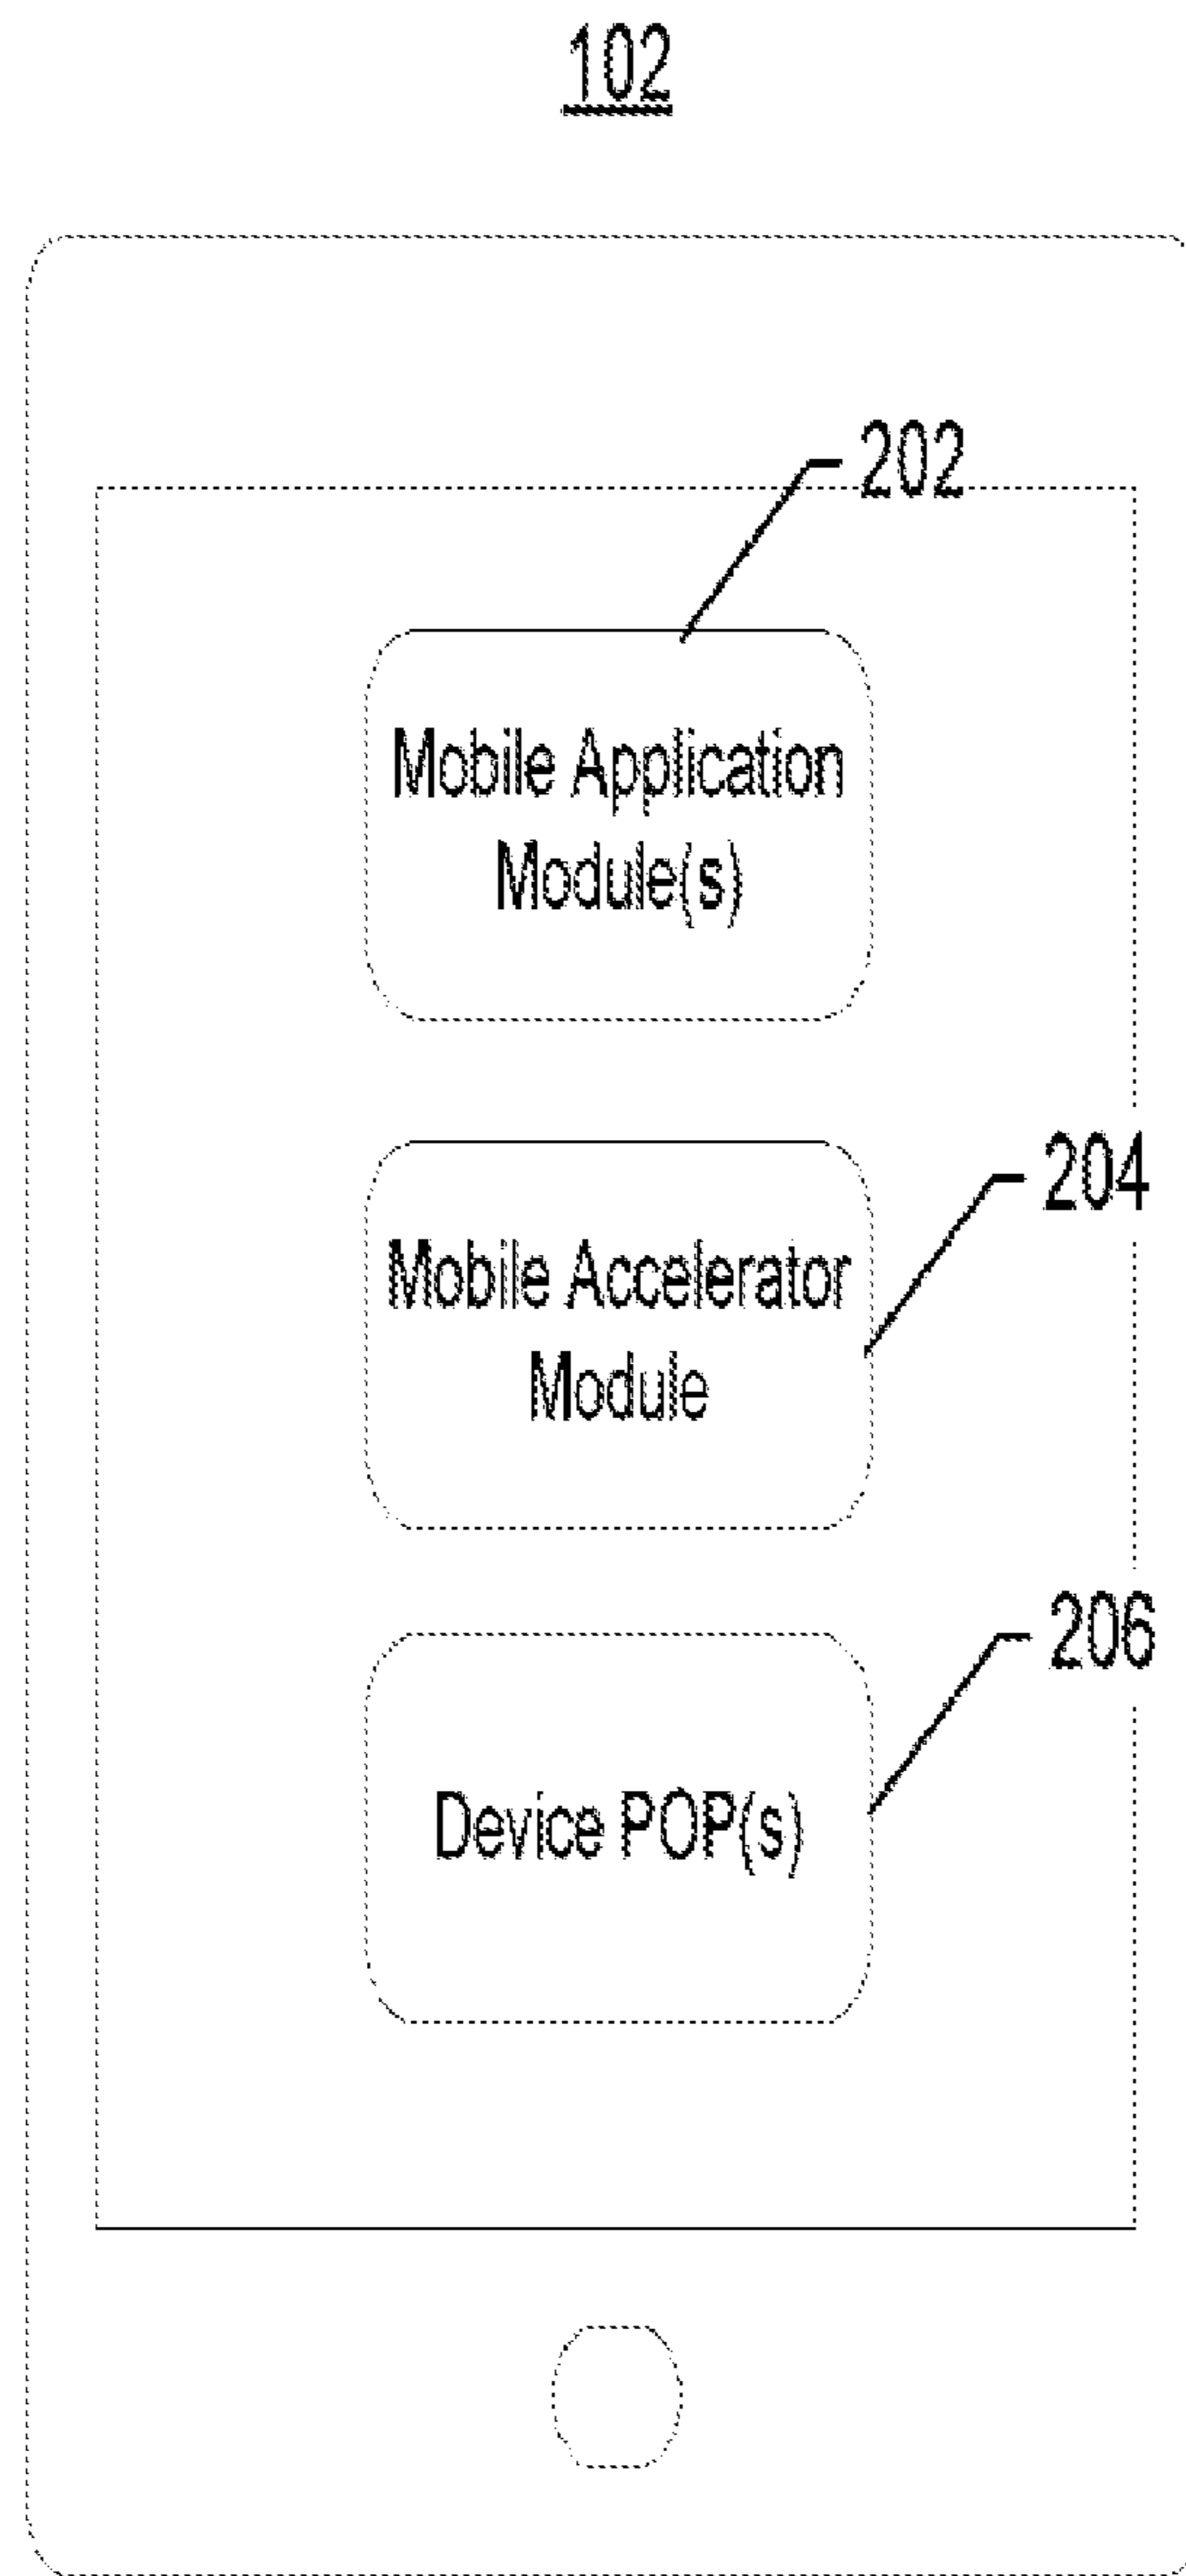 102
202
Mobile Application
Module(s)
204
Mobile Accelerator
Module
206
Device POP(s)